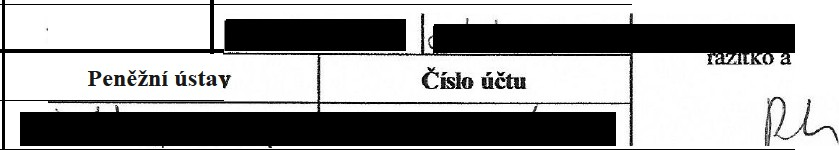 razítko a
Peněžní ústav
Číslo účtu